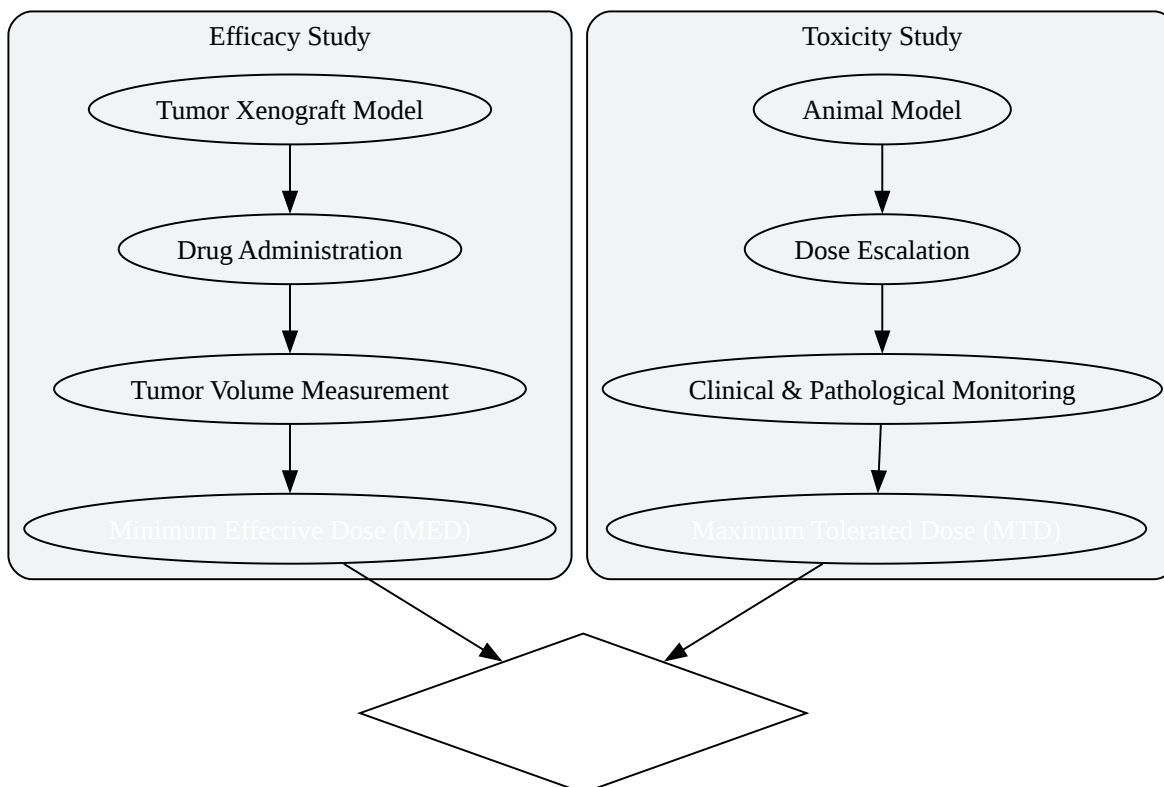 Efficacy Study
Tumor Xenograft Model
Drug Administration
Tumor Volume Measurement
Minimum Effective Dose (MED)
Toxicity Study
Animal Model
Dose Escalation
Clinical & Pathological Monitoring
Maximum Tolerated Dose (MTD)